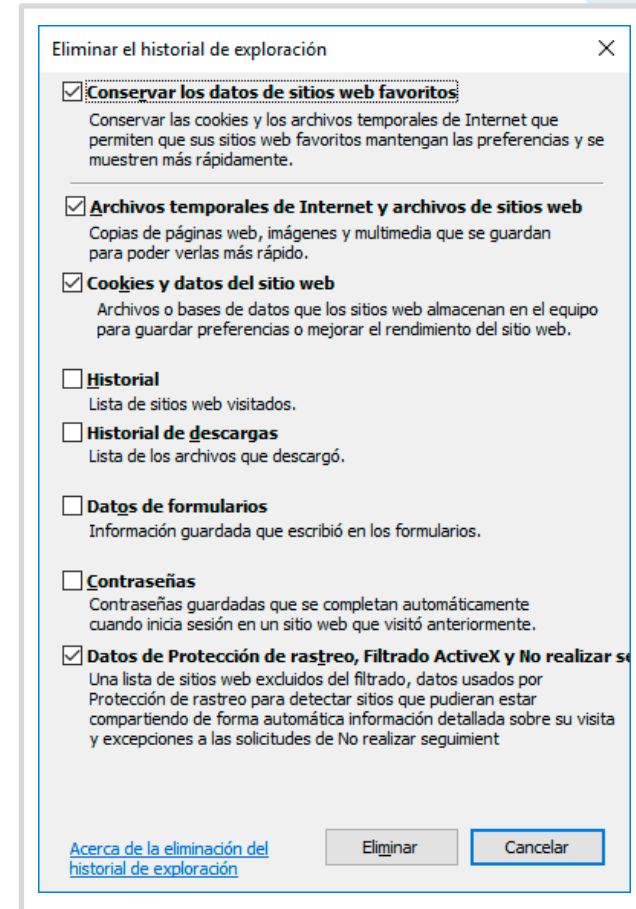 Eliminar el historial de exploración
Conservar los datos de sitios web favoritos
Conservar las cookies y los archivos temporales de Internet que
permiten que sus sitios web favoritos mantengan las preferencias y se
muestren más rápidamente.
Archivos temporales de Internet y archivos de sitios web
Copias de páginas web, imágenes y multimedia que se guardan
para poder verlas más rápido.
Cookies y datos del sitio web
Archivos o bases de datos que los sitios web almacenan en el equipo
para guardar preferencias o mejorar el rendimiento del sitio web.
Historial
Lista de sitios web visitados.
Historial de descargas
Lista de los archivos que descargó.
Datos de formularios
Información guardada que escribió en los formularios.
Contraseñas
Contraseñas guardadas que se completan automáticamente
cuando inicia sesión en un sitio web que visitó anteriormente.
Datos de Protección de rastreo, Filtrado ActiveX y No realizar se
Una lista de sitios web excluidos del filtrado, datos usados por
Protección de rastreo para detectar sitios que pudieran estar
compartiendo de forma automática información detallada sobre su visita
y excepciones a las solicitudes de No realizar seguimient
Acerca de la eliminación del
historial de exploración
Eliminar
Cancelar